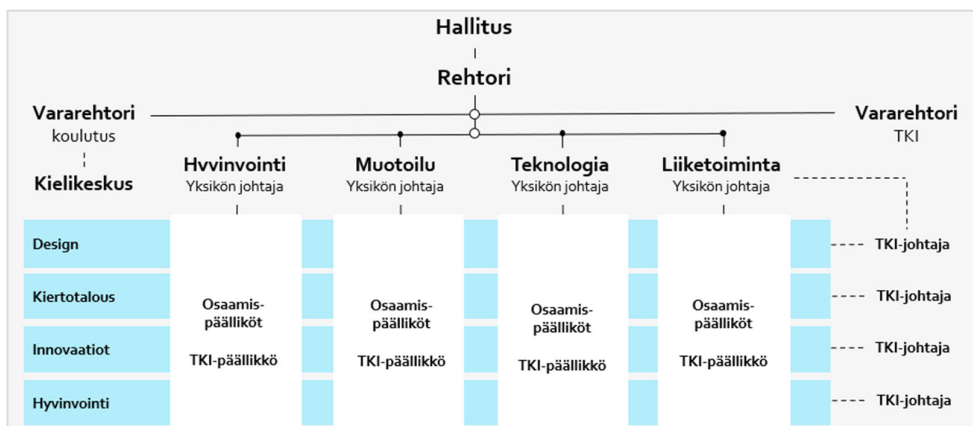 Hallitus
Rehtori
Vararehtori
koulutus
Vararehtori
TKI
Kielikeskus
Hvvinvointi
Yksikön johtaja
Muotoilu
Yksikön johtaja
Teknologia
Yksikön johtaja
Liiketoiminta
Yksikön johtaja
Design
Kiertotalous
Innovaatiot
Hyvinvointi
Osaamis-
päälliköt
TKI-päällikkö
Osaamis-
päälliköt
TKI-päällikkö
Osaamis-
päälliköt
TKI-päällikkö
Osaamis-
päälliköt
TKI-päällikkö
TKI-johtaja
TKI-johtaja
TKI-johtaja
TKI-johtaja